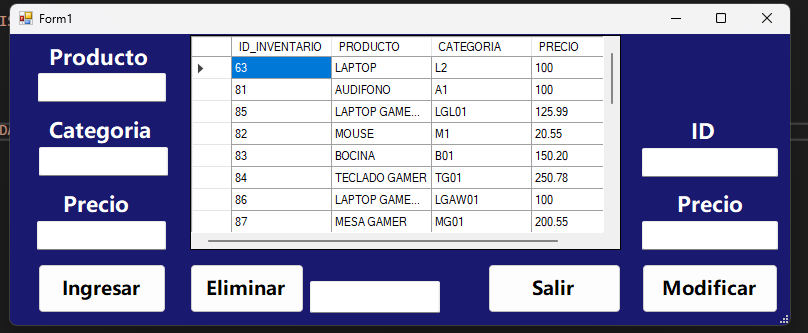 Form1
Producto
Categoria
Precio
ID_INVENTARIO PRODUCTO CATEGORIA PRECIO
63 LAPTOP L2 100
81 AUDIFONO A1 100
85 LAPTOP GAME... LGL01 125.99
82 MOUSE M1 20.55
83 BOCINA B01 150.20
84 TECLADO GAMER TG01 250.78
86 LAPTOP GAME... LGAW01 100
87 MESA GAMER MG01 200.55
ID
Precio
Ingresar
Eliminar
Salir
Modificar